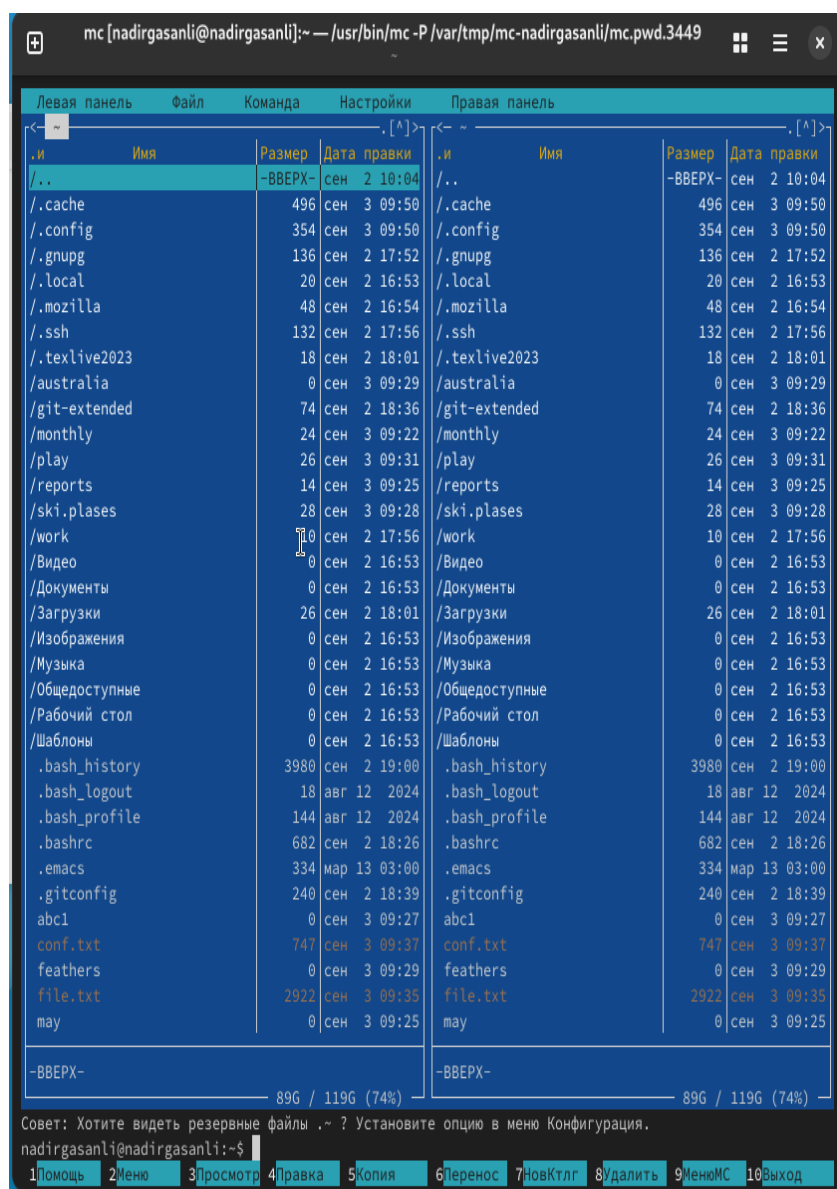 mc [nadirgasanli@nadirgasanli]:~ — /usr/bin/mc -P /var/tmp/mc-nadirgasanli/mc.pwd.3449
~
Левая панель Файл Команда Настройки Правая панель
<— ~ .[^]> <— ~ .[^]>
.и Имя Размер Дата правки .и Имя Размер Дата правки
/.. -ВВЕРХ- сен 2 10:04 /.. -ВВЕРХ- сен 2 10:04
/.cache 496 сен 3 09:50 /.cache 496 сен 3 09:50
/.config 354 сен 3 09:50 /.config 354 сен 3 09:50
/.gnupg 136 сен 2 17:52 /.gnupg 136 сен 2 17:52
/.local 20 сен 2 16:53 /.local 20 сен 2 16:53
/.mozilla 48 сен 2 16:54 /.mozilla 48 сен 2 16:54
/.ssh 132 сен 2 17:56 /.ssh 132 сен 2 17:56
/.texlive2023 18 сен 2 18:01 /.texlive2023 18 сен 2 18:01
/australia 0 сен 3 09:29 /australia 0 сен 3 09:29
/git-extended 74 сен 2 18:36 /git-extended 74 сен 2 18:36
/monthly 24 сен 3 09:22 /monthly 24 сен 3 09:22
/play 26 сен 3 09:31 /play 26 сен 3 09:31
/reports 14 сен 3 09:25 /reports 14 сен 3 09:25
/ski.plases 28 сен 3 09:28 /ski.plases 28 сен 3 09:28
/work 10 сен 2 17:56 /work 10 сен 2 17:56
/Видео 0 сен 2 16:53 /Видео 0 сен 2 16:53
/Документы 0 сен 2 16:53 /Документы 0 сен 2 16:53
/Загрузки 26 сен 2 18:01 /Загрузки 26 сен 2 18:01
/Изображения 0 сен 2 16:53 /Изображения 0 сен 2 16:53
/Музыка 0 сен 2 16:53 /Музыка 0 сен 2 16:53
/Общедоступные 0 сен 2 16:53 /Общедоступные 0 сен 2 16:53
/Рабочий стол 0 сен 2 16:53 /Рабочий стол 0 сен 2 16:53
/Шаблоны 0 сен 2 16:53 /Шаблоны 0 сен 2 16:53
.bash_history 3980 сен 2 19:00 .bash_history 3980 сен 2 19:00
.bash_logout 18 авг 12 2024 .bash_logout 18 авг 12 2024
.bash_profile 144 авг 12 2024 .bash_profile 144 авг 12 2024
.bashrc 682 сен 2 18:26 .bashrc 682 сен 2 18:26
.emacs 334 мар 13 03:00 .emacs 334 мар 13 03:00
.gitconfig 240 сен 2 18:39 .gitconfig 240 сен 2 18:39
abc1 0 сен 3 09:27 abc1 0 сен 3 09:27
conf.txt 747 сен 3 09:37 conf.txt 747 сен 3 09:37
feathers 0 сен 3 09:29 feathers 0 сен 3 09:29
file.txt 2922 сен 3 09:35 file.txt 2922 сен 3 09:35
may 0 сен 3 09:25 may 0 сен 3 09:25
-ВВЕРХ- -ВВЕРХ-
89G / 119G (74%) 89G / 119G (74%)
Совет: Хотите видеть резервные файлы .~ ? Установите опцию в меню Конфигурация.
nadirgasanli@nadirgasanli:~$
1Помощь 2Меню 3Просмотр 4Правка 5Копия 6Перенос 7НовКтлг 8Удалить 9МенюМС 10Выход